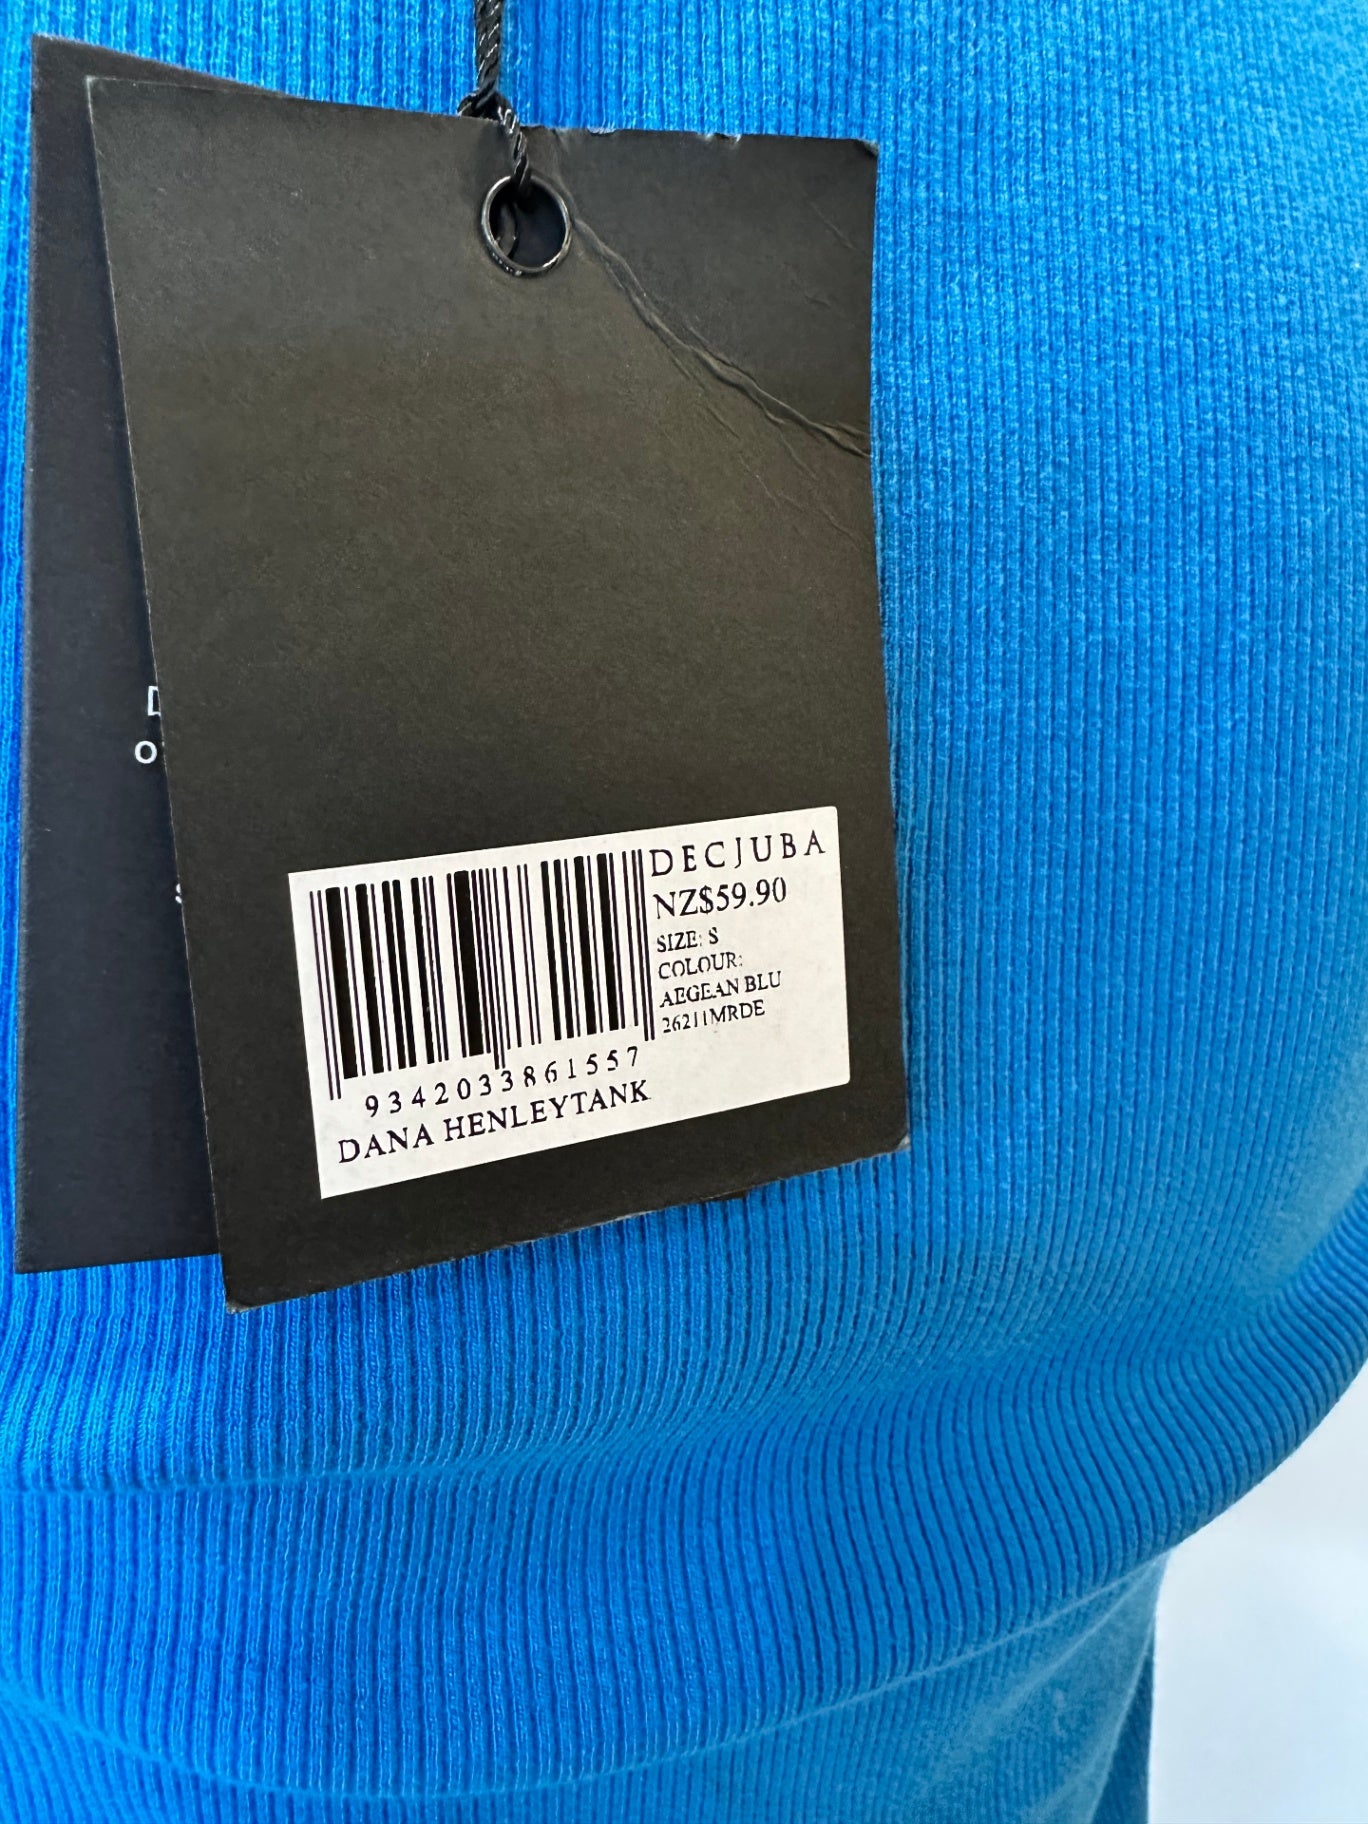 DECJUBA
NZ$59.90
SIZE: S
COLOUR:
AEGEAN BLU
26211MRDE
9342033861557
DANA HENLEYTANK